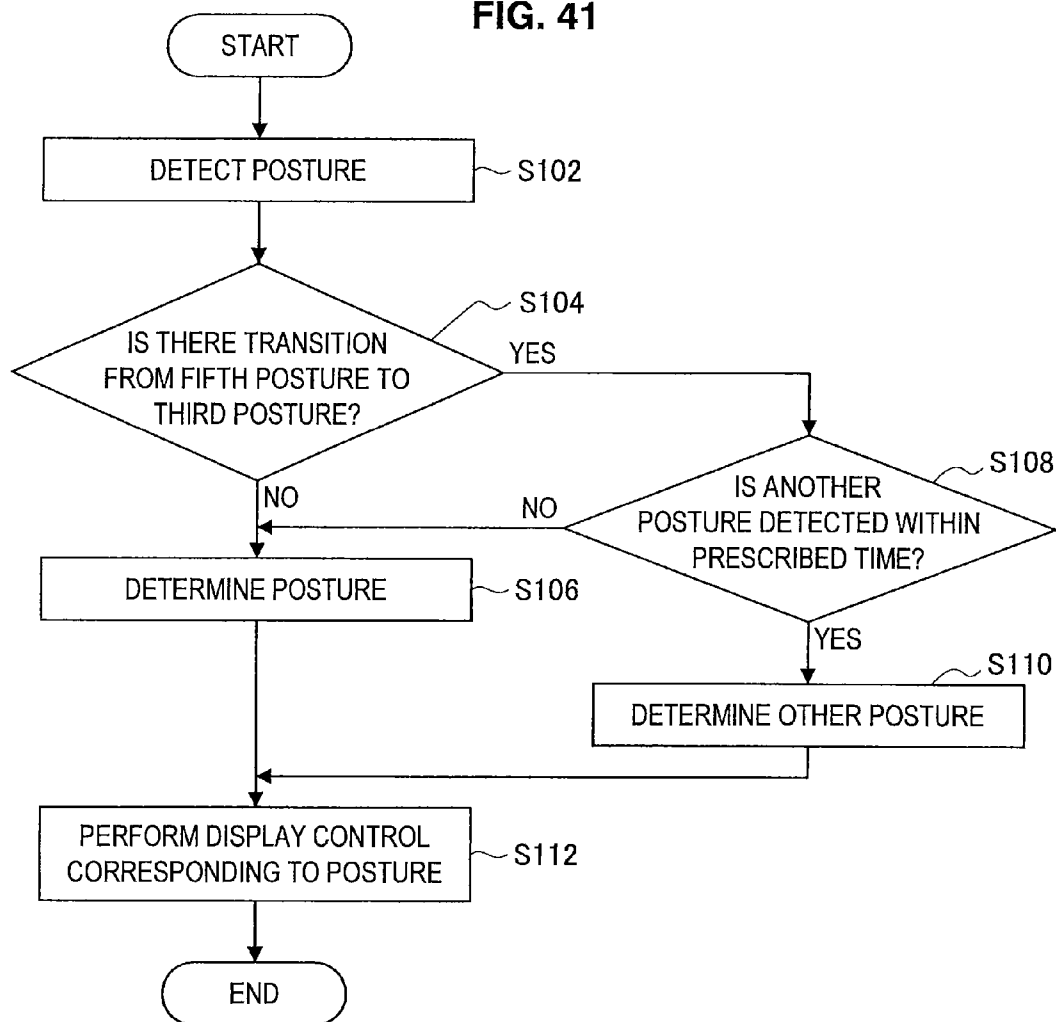 FIG. 41
START
DETECT POSTURE
S102
S104
IS THERE TRANSITION
FROM FIFTH POSTURE TO
THIRD POSTURE?
YES
NO
S108
IS ANOTHER
POSTURE DETECTED WITHIN
PRESCRIBED TIME?
NO
YES
DETERMINE POSTURE
S106
S110
DETERMINE OTHER POSTURE
PERFORM DISPLAY CONTROL
CORRESPONDING TO POSTURE
S112
END